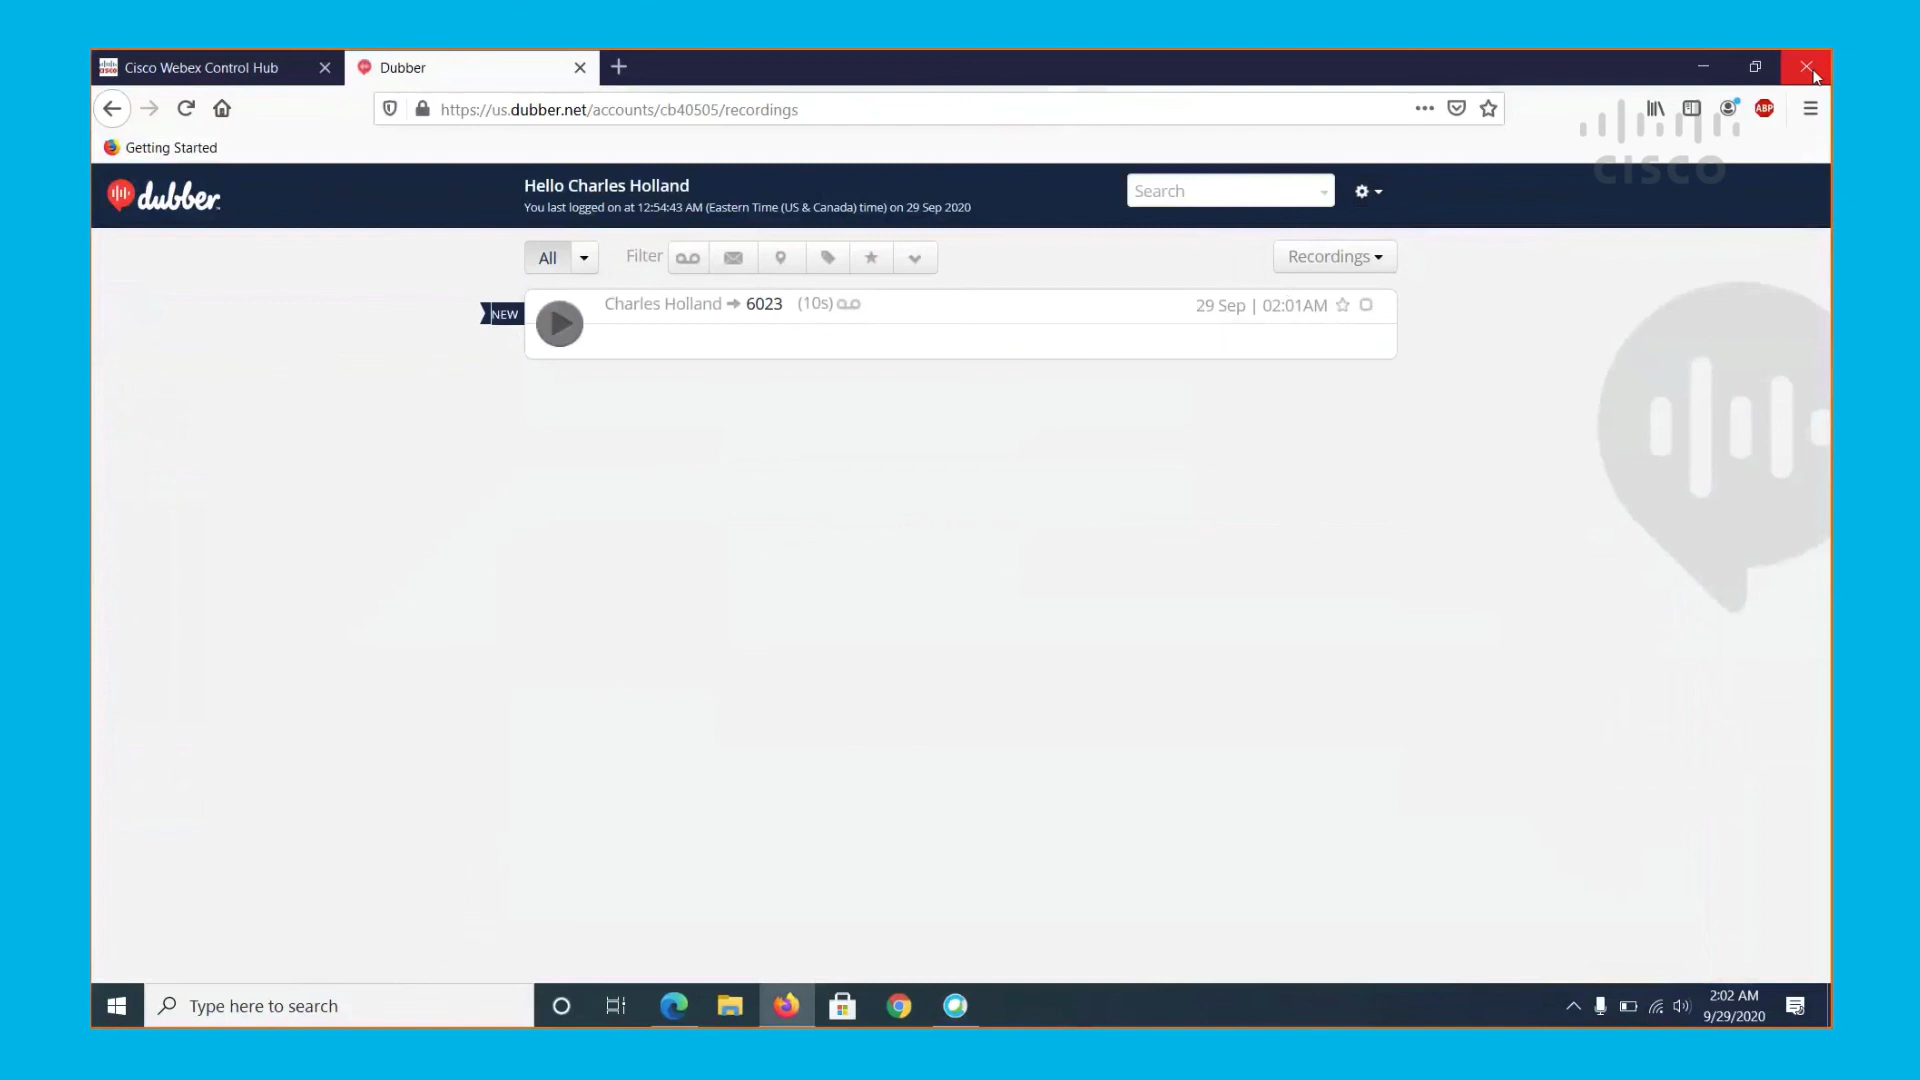 Cisco Webex Control Hub
Dubber
https://us.dubber.net/accounts/cb40505/recordings
ABP
Getting Started
CISCO
dubber
Hello Charles Holland
Search
You last logged on at 12:54:43 AM (Eastern Time (US & Canada) time) on 29 Sep 2020
All
Filter
Recordings
NEW
Charles Holland → 6023 (10s)
29 Sep | 02:01AM
Type here to search
2:02 AM
9/29/2020